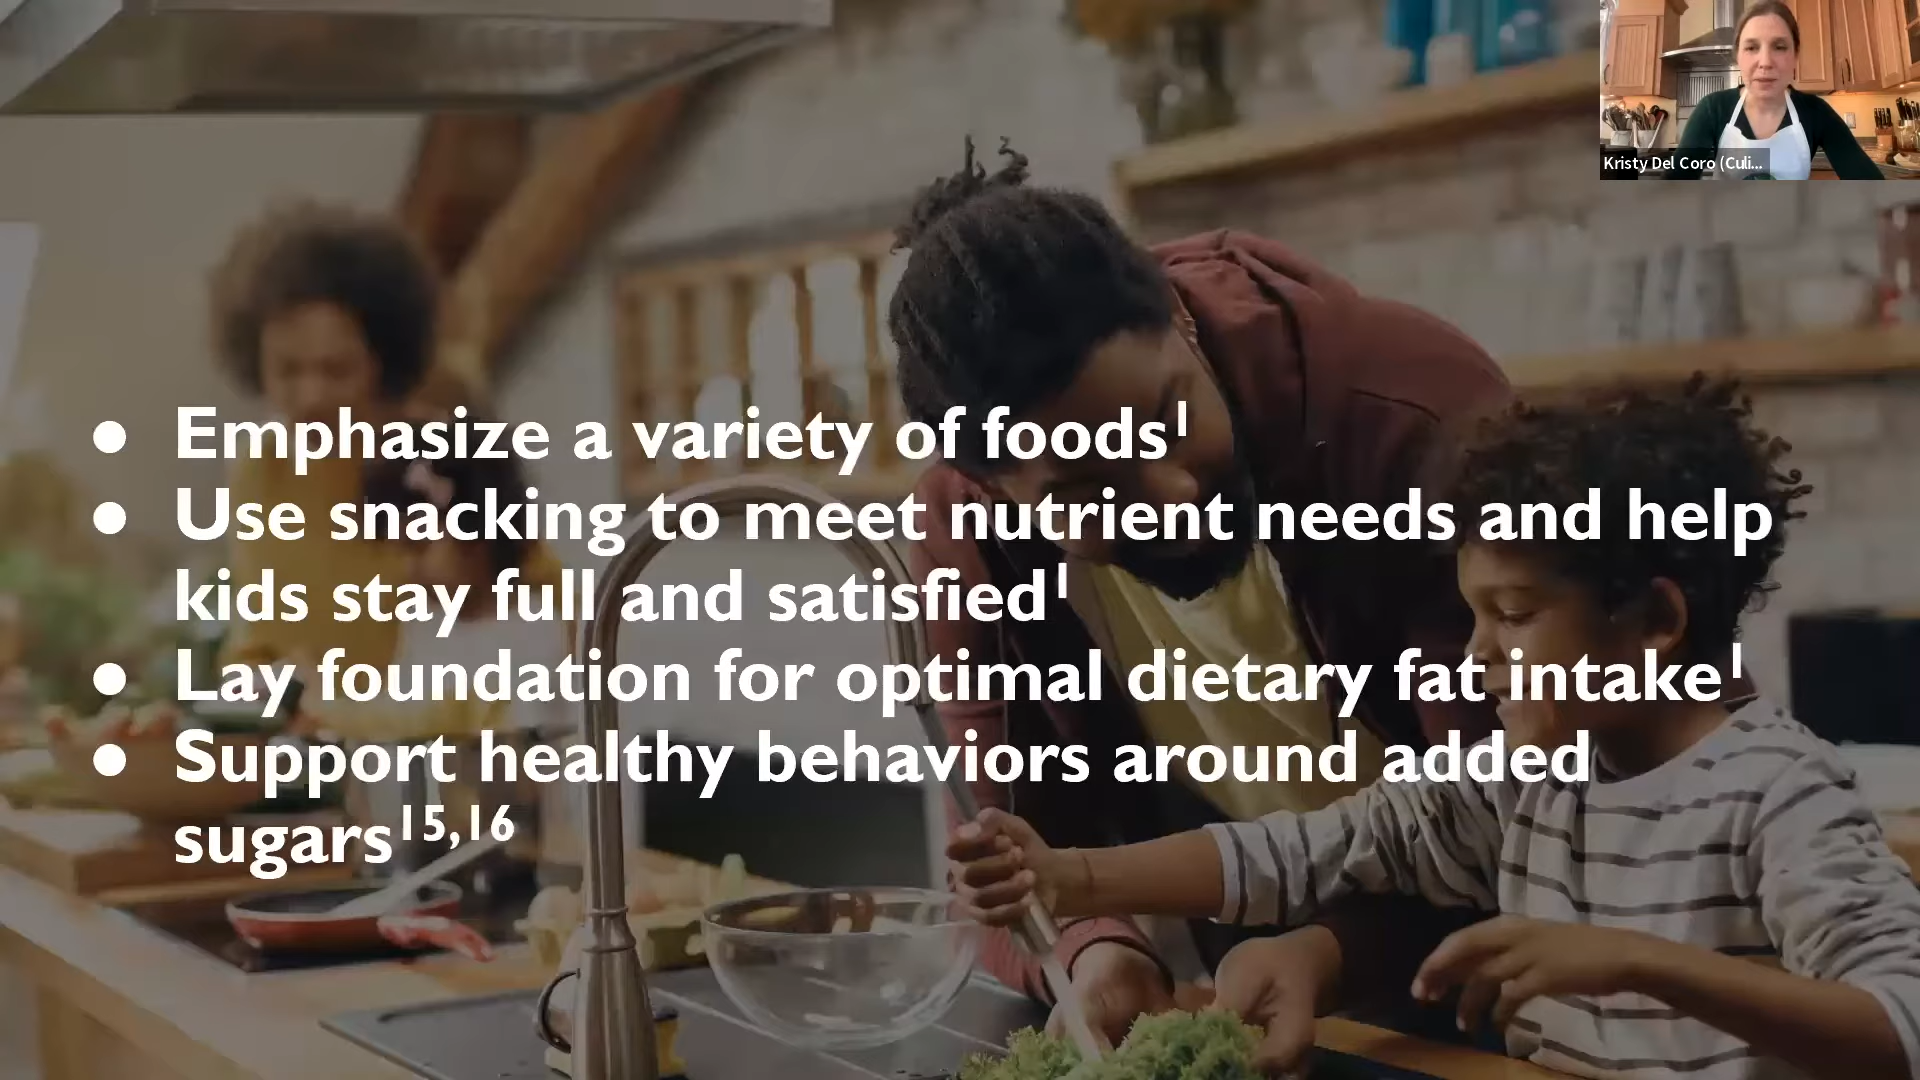 Kristy Del Coro (Culi...
● Emphasize a variety of foods¹
● Use snacking to meet nutrient needs and help
kids stay full and satisfied¹
● Lay foundation for optimal dietary fat intake¹
● Support healthy behaviors around added
sugars¹⁵,¹⁶